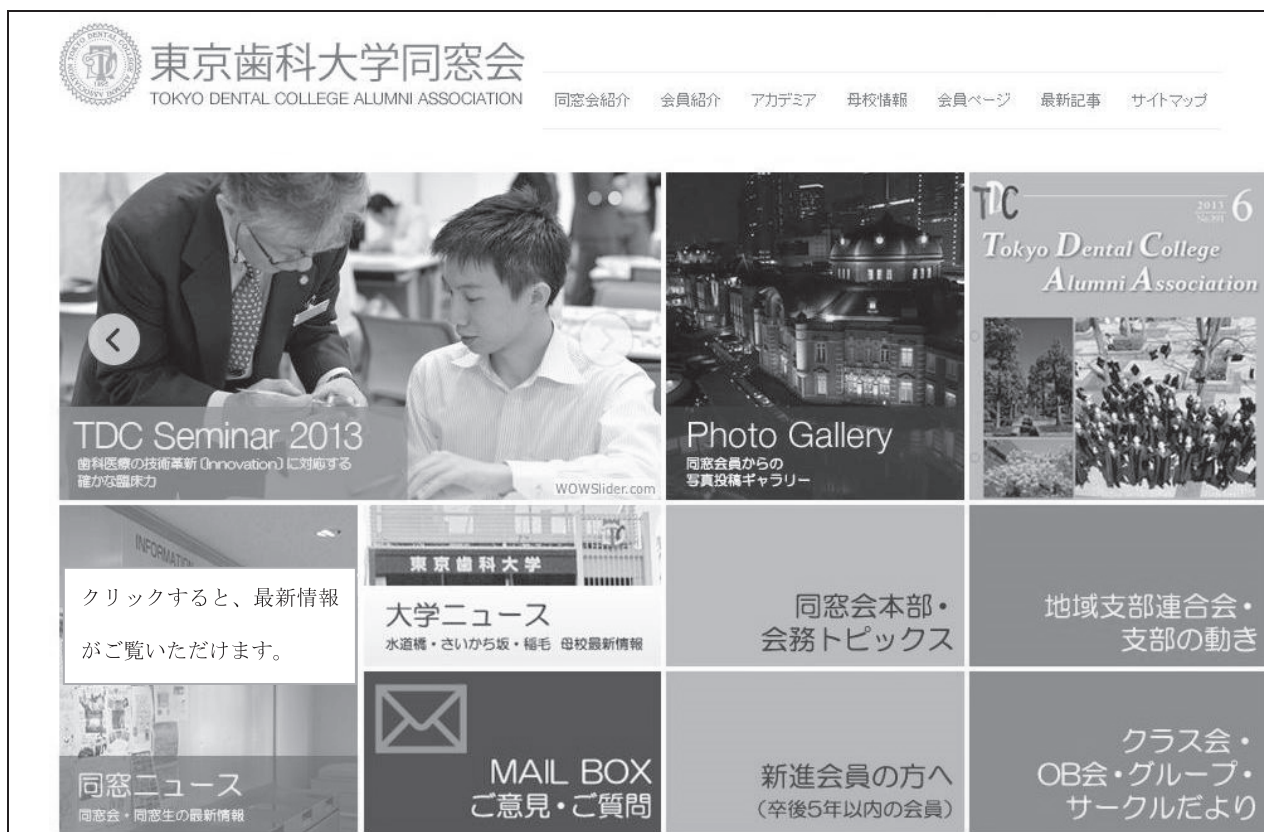 東京歯科大学同窓会
TOKYO DENTAL COLLEGE ALUMNI ASSOCIATION
同窓会紹介 会員紹介 アカデミア 母校情報 会員ページ 最新記事 サイトマップ
TDC Seminar 2013
歯科医療の技術革新〔Innovation〕に対応する
確かな臨床力
WOWSlider.com
Photo Gallery
同窓会員からの
写真投稿ギャラリー
TDC
2013
6
Tokyo Dental College
Alumni Association
INFORMATION
クリックすると、最新情報
がご覧いただけます。
同窓ニュース
同窓会・同窓生の最新情報
東京歯科大学
大学ニュース
水道橋・さいかち坂・稲毛 母校最新情報
同窓会本部・
会務トピックス
地域支部連合会・
支部の動き
MAIL BOX
ご意見・ご質問
新進会員の方へ
(卒後5年以内の会員)
クラス会・
OB会・グループ・
サークルだより